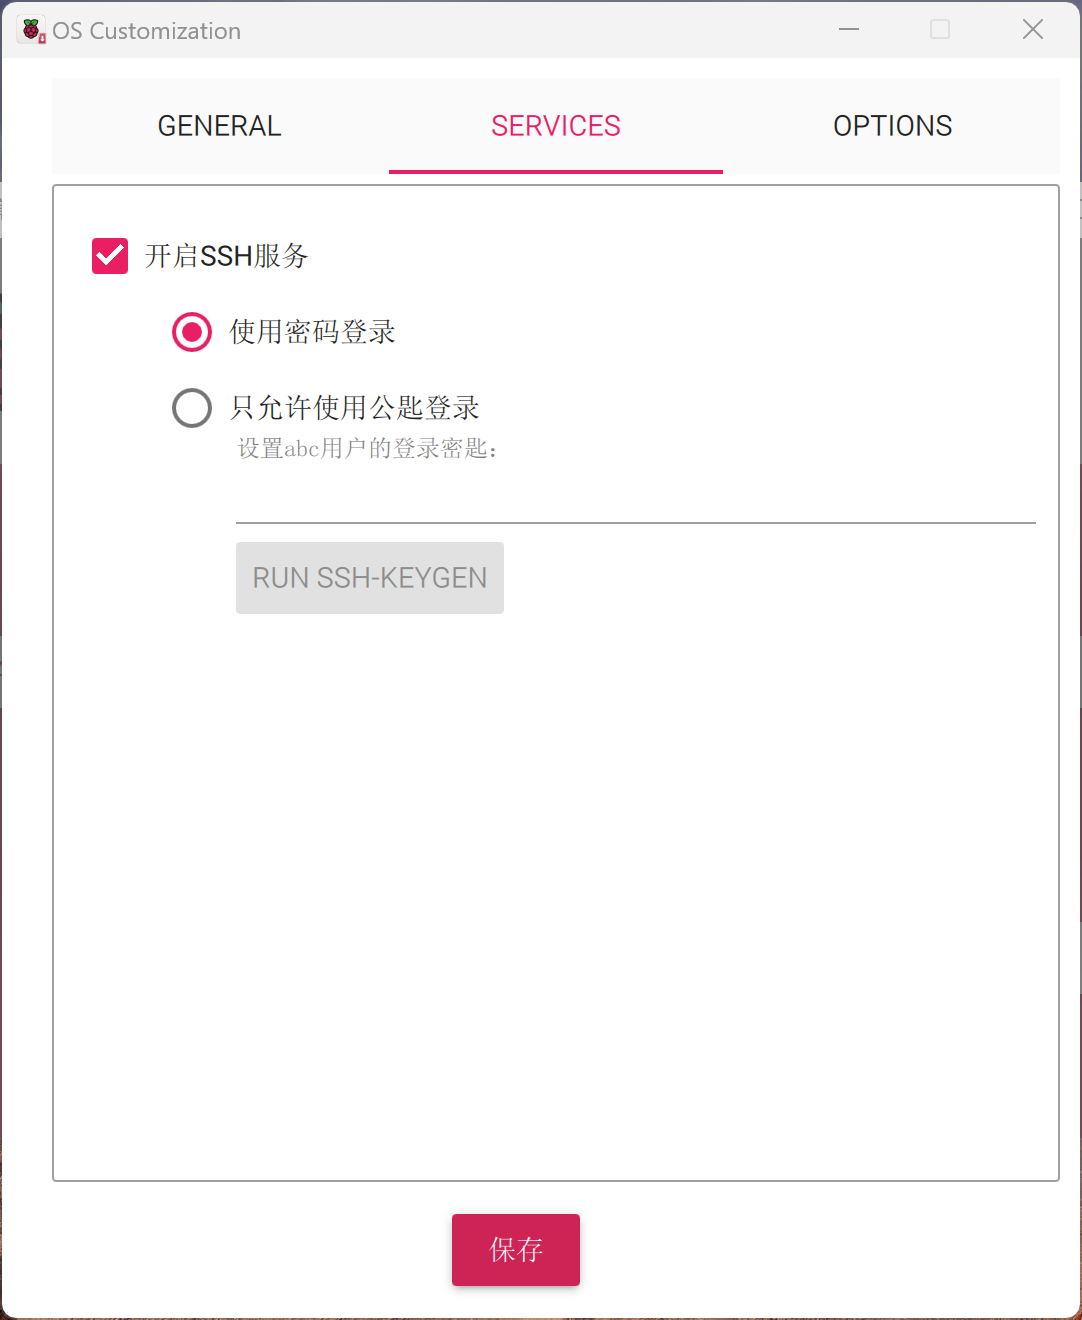 OS Customization
GENERAL SERVICES OPTIONS
开启SSH服务
使用密码登录
只允许使用公匙登录
设置abc用户的登录密匙：
RUN SSH-KEYGEN
保存